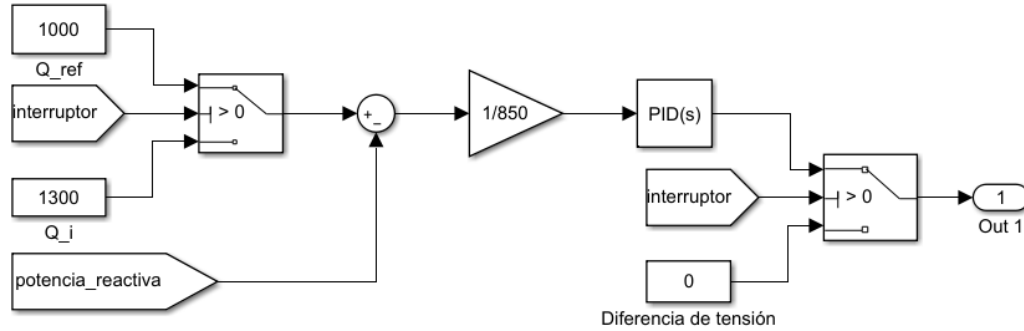 1000
Q_ref
interruptor
> 0
1300
Q_i
potencia_reactiva
+
_
1/850
PID(s)
interruptor
> 0
0
Diferencia de tensión
1
Out 1